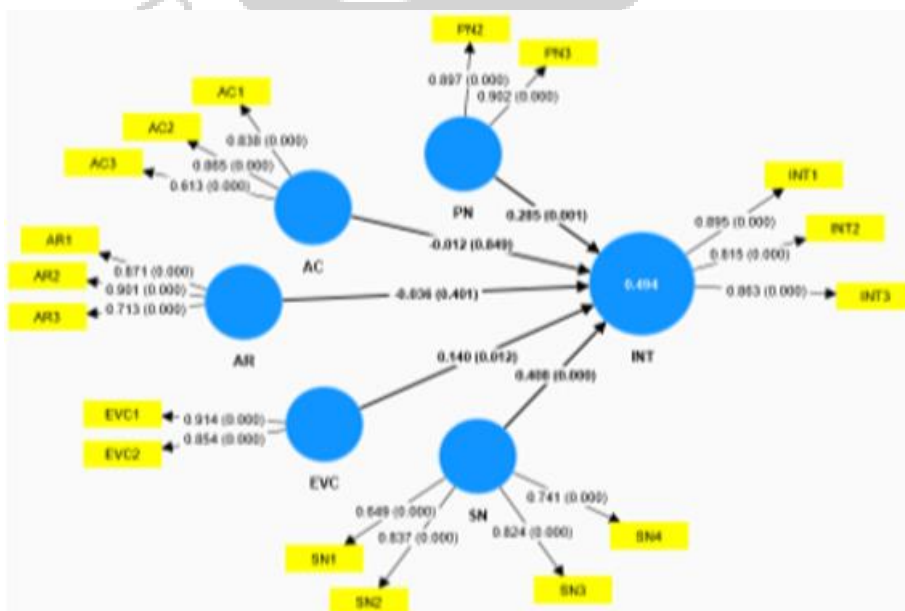 PN2
PN3
0.897 (0.000)
0.902 (0.000)
AC1
AC2
AC3
0.838 (0.000)
0.865 (0.000)
0.613 (0.000)
PN
INT1
INT2
INT3
0.895 (0.000)
0.815 (0.000)
0.863 (0.000)
0.285 (0.001)
-0.012 (0.849)
AC
AR1
AR2
AR3
0.871 (0.000)
0.901 (0.000)
0.713 (0.000)
-0.036 (0.401)
0.494
INT
AR
0.140 (0.012)
0.408 (0.000)
EVC1
EVC2
0.914 (0.000)
0.854 (0.000)
EVC
SN
0.741 (0.000)
0.837 (0.000)
0.824 (0.000)
SN1
SN2
SN3
SN4